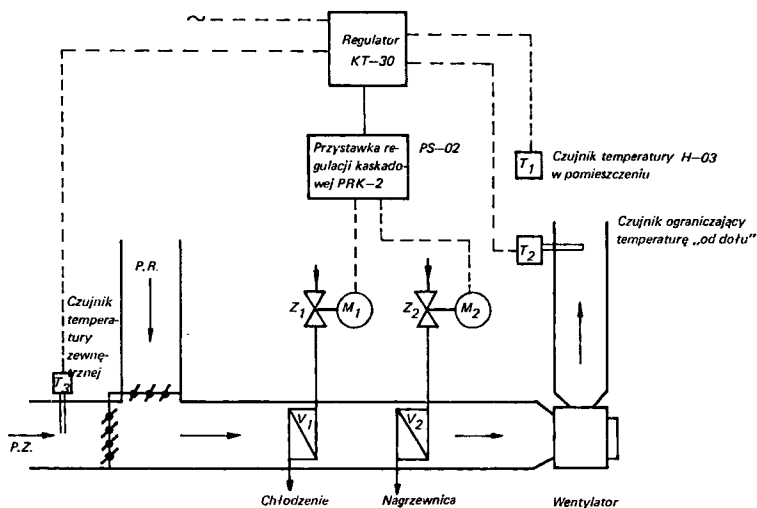 ~
Regulator
KT–30
Przystawka re-
gulacji kaskado-
wej PRK–2
PS–02
T1
Czujnik temperatury H–03
w pomieszczeniu
Czujnik ograniczający
temperaturę „od dołu”
T2
P.R.
Czujnik
tempera-
tury
zewnę-
trznej
T3
Z1
M1
Z2
M2
P.Z.
V1
V2
Chłodzenie
Nagrzewnica
Wentylator